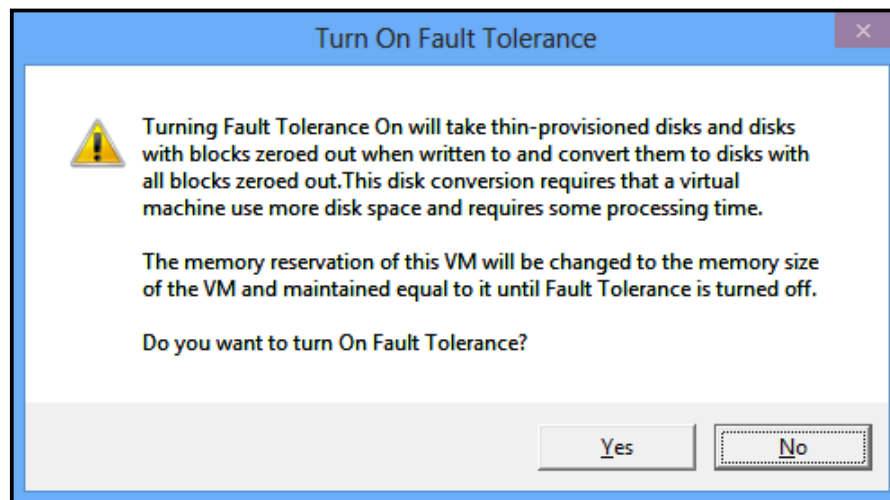 Turn On Fault Tolerance
Turning Fault Tolerance On will take thin-provisioned disks and disks
with blocks zeroed out when written to and convert them to disks with
all blocks zeroed out.This disk conversion requires that a virtual
machine use more disk space and requires some processing time.
The memory reservation of this VM will be changed to the memory size
of the VM and maintained equal to it until Fault Tolerance is turned off.
Do you want to turn On Fault Tolerance?
Yes
No